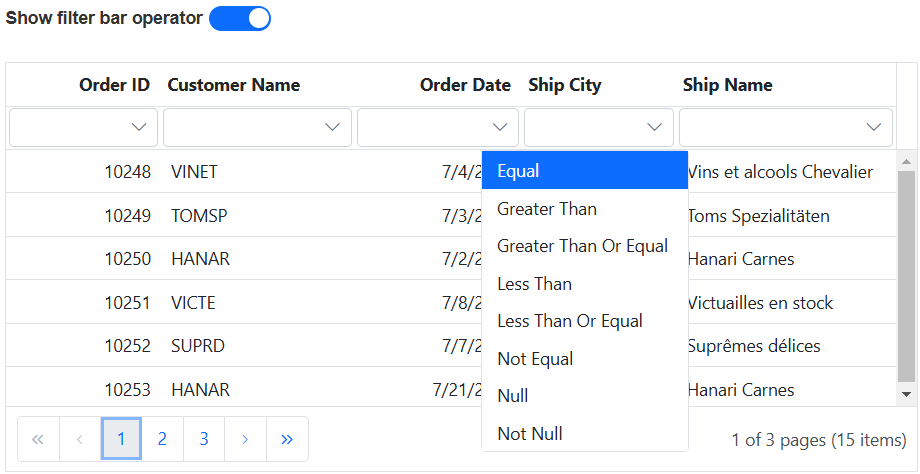 Show filter bar operator
Order ID Customer Name Order Date Ship City Ship Name
10248 VINET 7/4/2 Equal Vins et alcools Chevalier
10249 TOMSP 7/3/2 Greater Than Toms Spezialitäten
10250 HANAR 7/2/2 Greater Than Or Equal Hanari Carnes
10251 VICTE 7/8/2 Less Than Victuailles en stock
10252 SUPRD 7/7/2 Less Than Or Equal Suprêmes délices
Not Equal
10253 HANAR 7/21/2 Null Hanari Carnes
« ‹ 1 2 3 › » Not Null 1 of 3 pages (15 items)